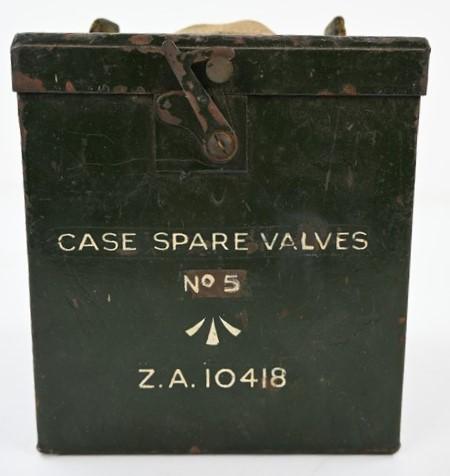 CASE SPARE VALVES
Nº 5
Z.A. 10418